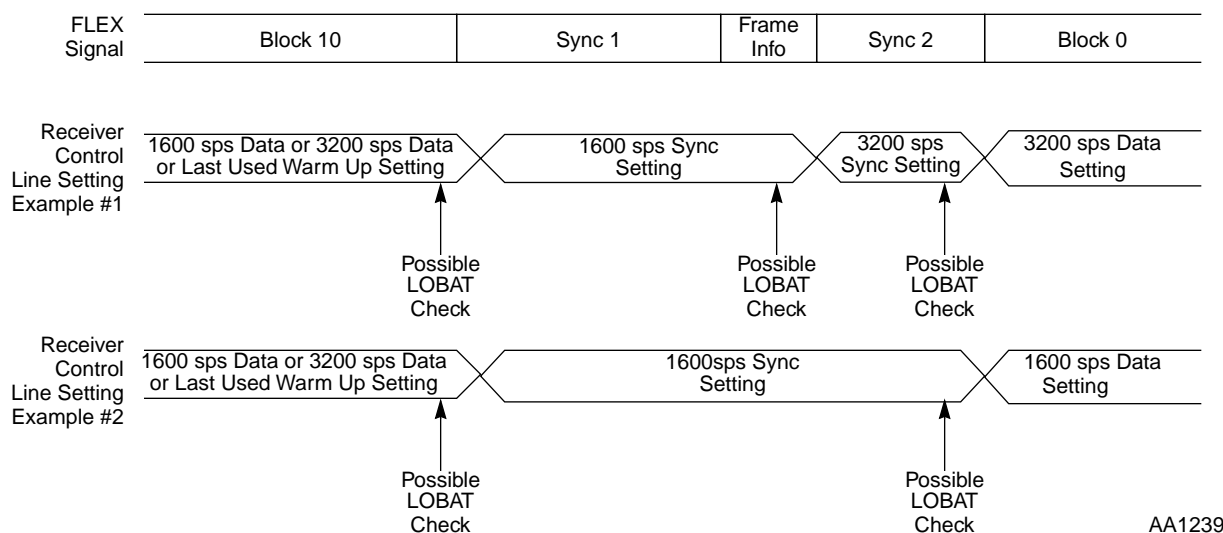 FLEX
Signal
Block 10
Sync 1
Frame
Info
Sync 2
Block 0
Receiver
Control
Line Setting
Example #1
1600 sps Data or 3200 sps Data
or Last Used Warm Up Setting
1600 sps Sync
Setting
3200 sps
Sync Setting
3200 sps Data
Setting
Possible
LOBAT
Check
Possible
LOBAT
Check
Possible
LOBAT
Check
Receiver
Control
Line Setting
Example #2
1600 sps Data or 3200 sps Data
or Last Used Warm Up Setting
1600sps Sync
Setting
1600 sps Data
Setting
Possible
LOBAT
Check
Possible
LOBAT
Check
AA1239